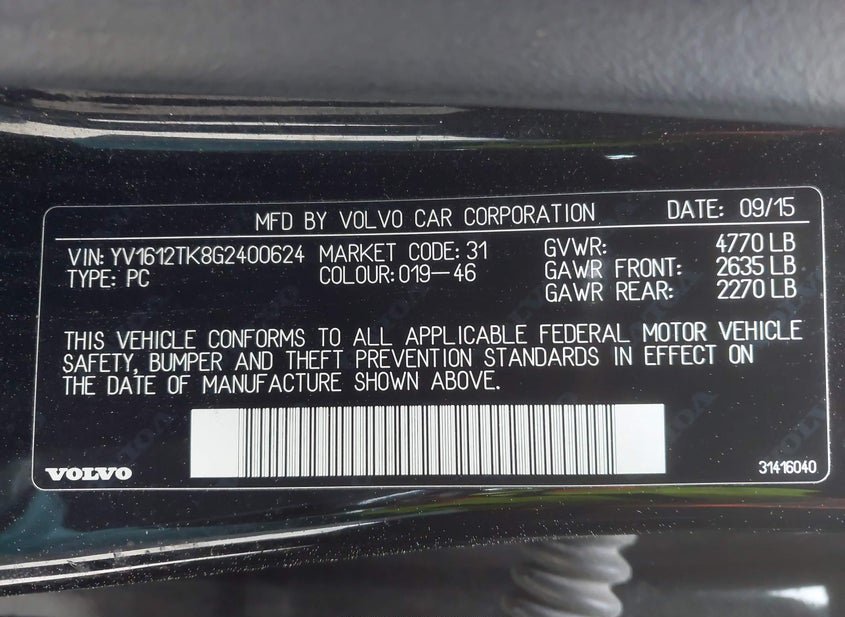 MFD BY VOLVO CAR CORPORATION DATE: 09/15
VIN: YV1612TK8G2400624 MARKET CODE: 31 GVWR: 4770 LB
TYPE: PC COLOUR: 019-46 GAWR FRONT: 2635 LB
GAWR REAR: 2270 LB
THIS VEHICLE CONFORMS TO ALL APPLICABLE FEDERAL MOTOR VEHICLE
SAFETY, BUMPER AND THEFT PREVENTION STANDARDS IN EFFECT ON
THE DATE OF MANUFACTURE SHOWN ABOVE.
VOLVO 31416040